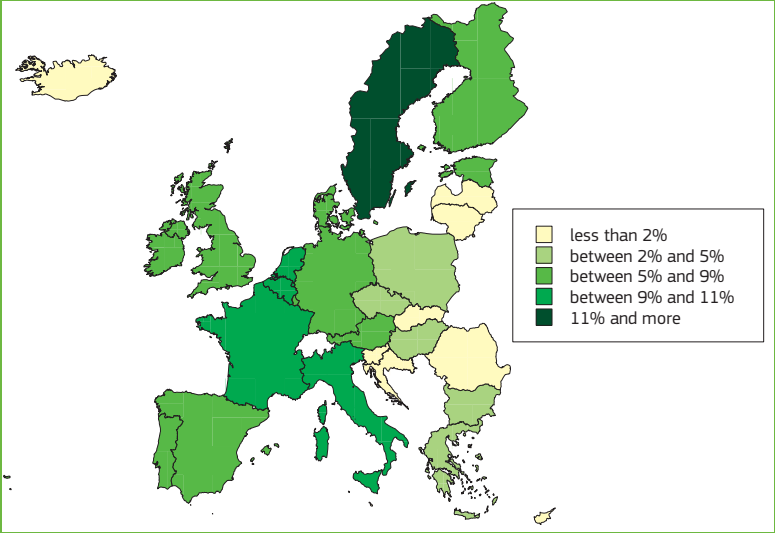 less than 2%
between 2% and 5%
between 5% and 9%
between 9% and 11%
11% and more